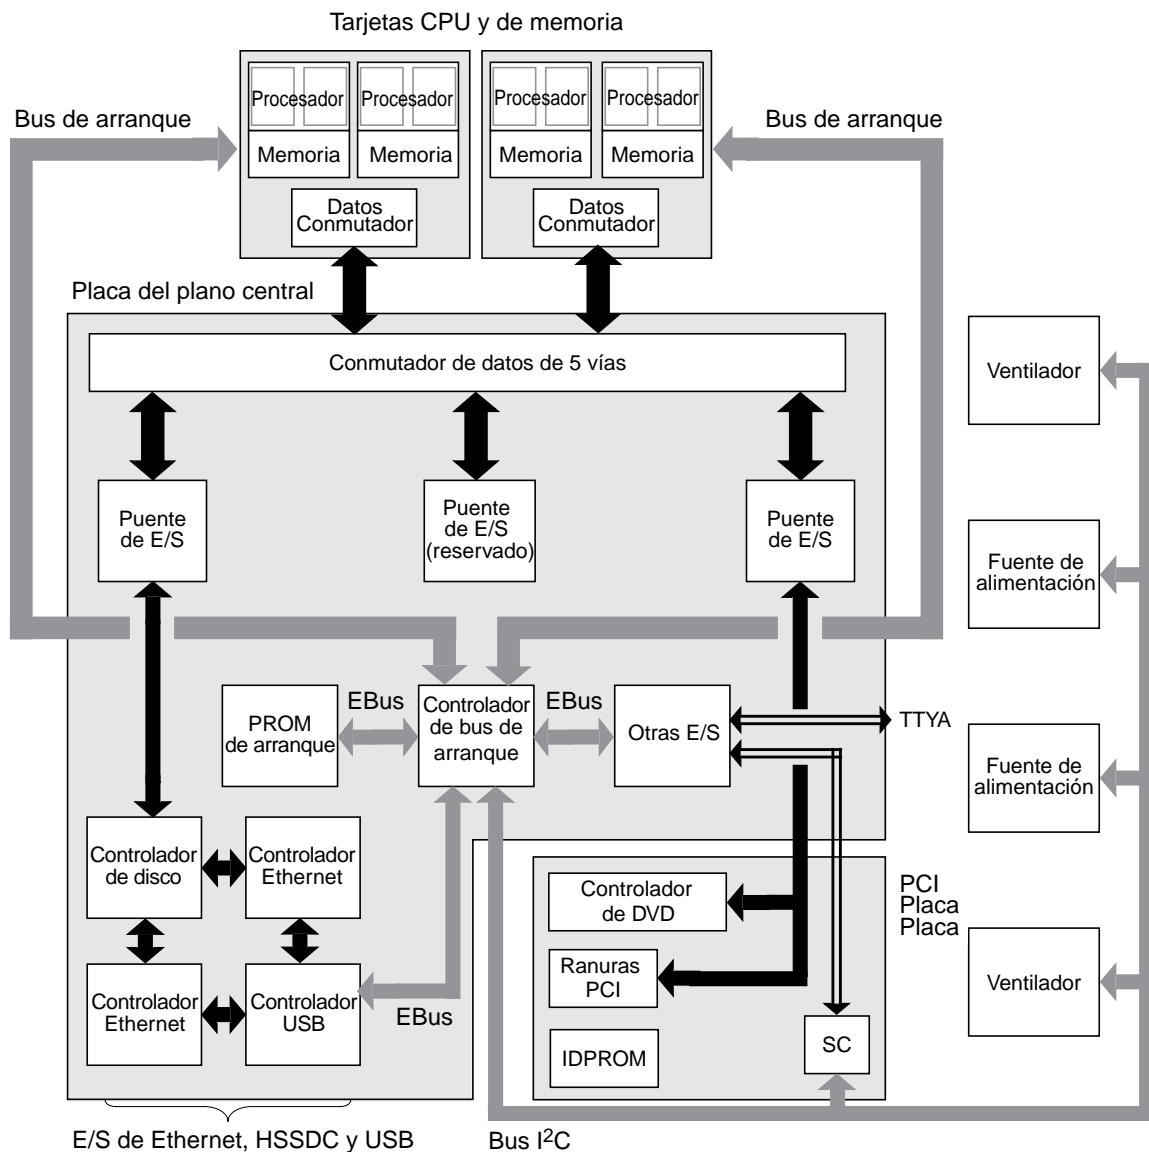 Tarjetas CPU y de memoria
Bus de arranque
Procesador
Procesador
Procesador
Procesador
Bus de arranque
Memoria
Memoria
Memoria
Memoria
Datos
Conmutador
Datos
Conmutador
Placa del plano central
Conmutador de datos de 5 vías
Ventilador
Puente
de E/S
Puente
de E/S
(reservado)
Puente
de E/S
Fuente de
alimentación
PROM
de arranque
EBus
Controlador
de bus de
arranque
EBus
Otras E/S
TTYA
Fuente de
alimentación
Controlador
de disco
Controlador
Ethernet
Controlador
de DVD
PCI
Placa
Placa
Controlador
Ethernet
Controlador
USB
EBus
Ranuras
PCI
Ventilador
IDPROM
SC
E/S de Ethernet, HSSDC y USB
Bus I²C